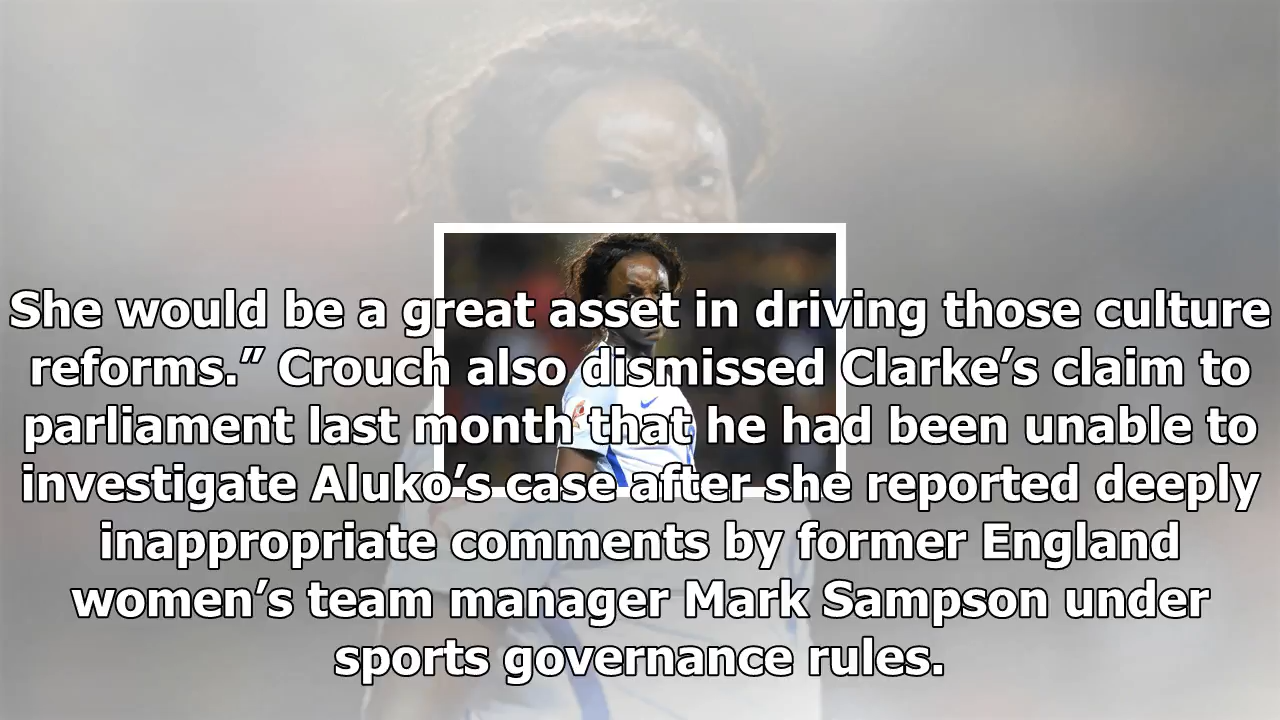 She would be a great asset in driving those culture
reforms.” Crouch also dismissed Clarke’s claim to
parliament last month that he had been unable to
investigate Aluko’s case after she reported deeply
inappropriate comments by former England
women’s team manager Mark Sampson under
sports governance rules.